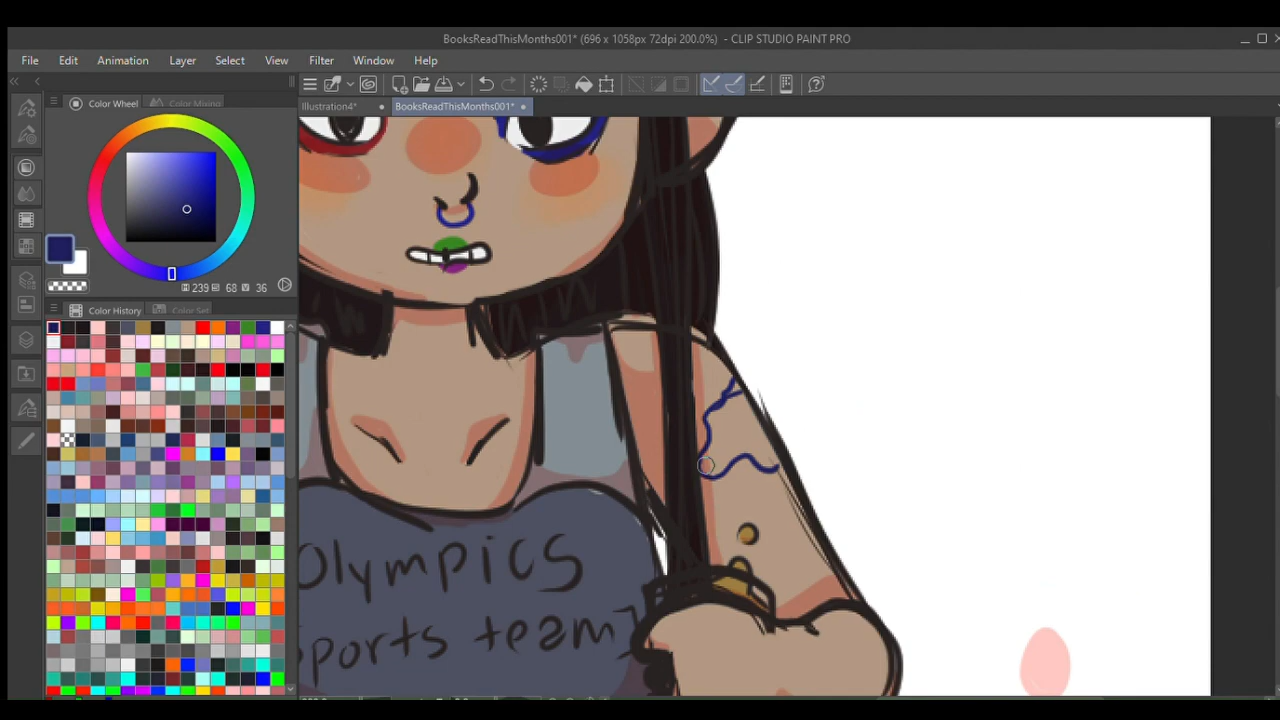 BooksReadThisMonths001* (696 x 1058px 72dpi 200.0%) - CLIP STUDIO PAINT PRO
File Edit Animation Layer Select View Filter Window Help
Color Wheel Color Mixing
Illustration4* BooksReadThisMonths001*
H 239 S 68 V 36
Color History Color Set
Olympics
Sports team]